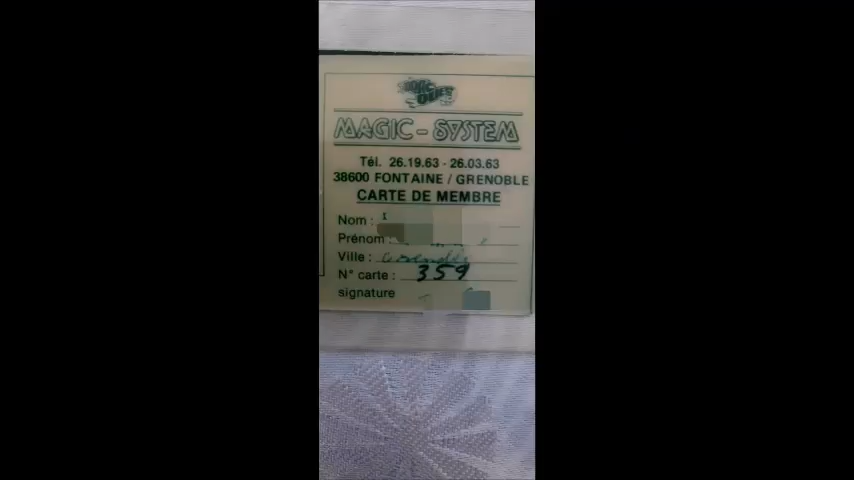 MAGIC - SYSTEM
Tél. 26.19.63 - 26.03.63
38600 FONTAINE / GRENOBLE
CARTE DE MEMBRE
Nom :
Prénom :
Ville :
N° carte : 359
signature